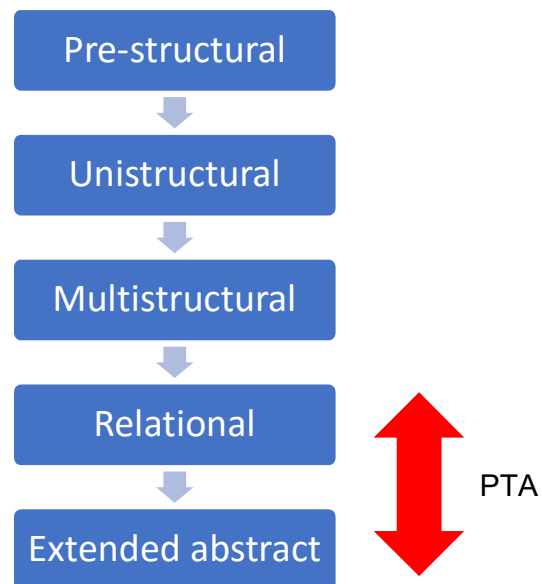 Pre-structural
Unistructural
Multistructural
Relational
PTA
Extended abstract